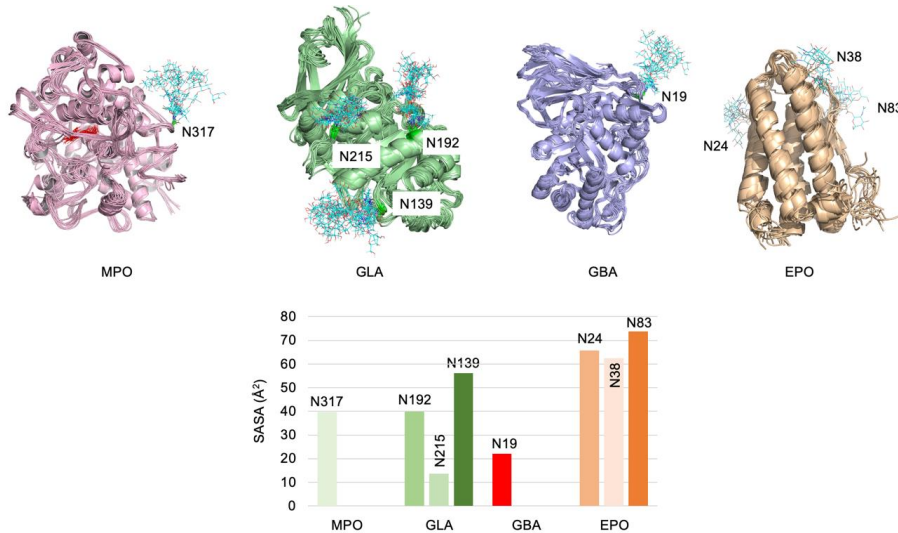 N317
N215
N192
N139
N19
N38
N24
N83
MPO
GLA
GBA
EPO
80
70
60
50
40
30
20
10
0
SASA (Å²)
N317
N192
N215
N139
N19
N24
N38
N83
MPO
GLA
GBA
EPO